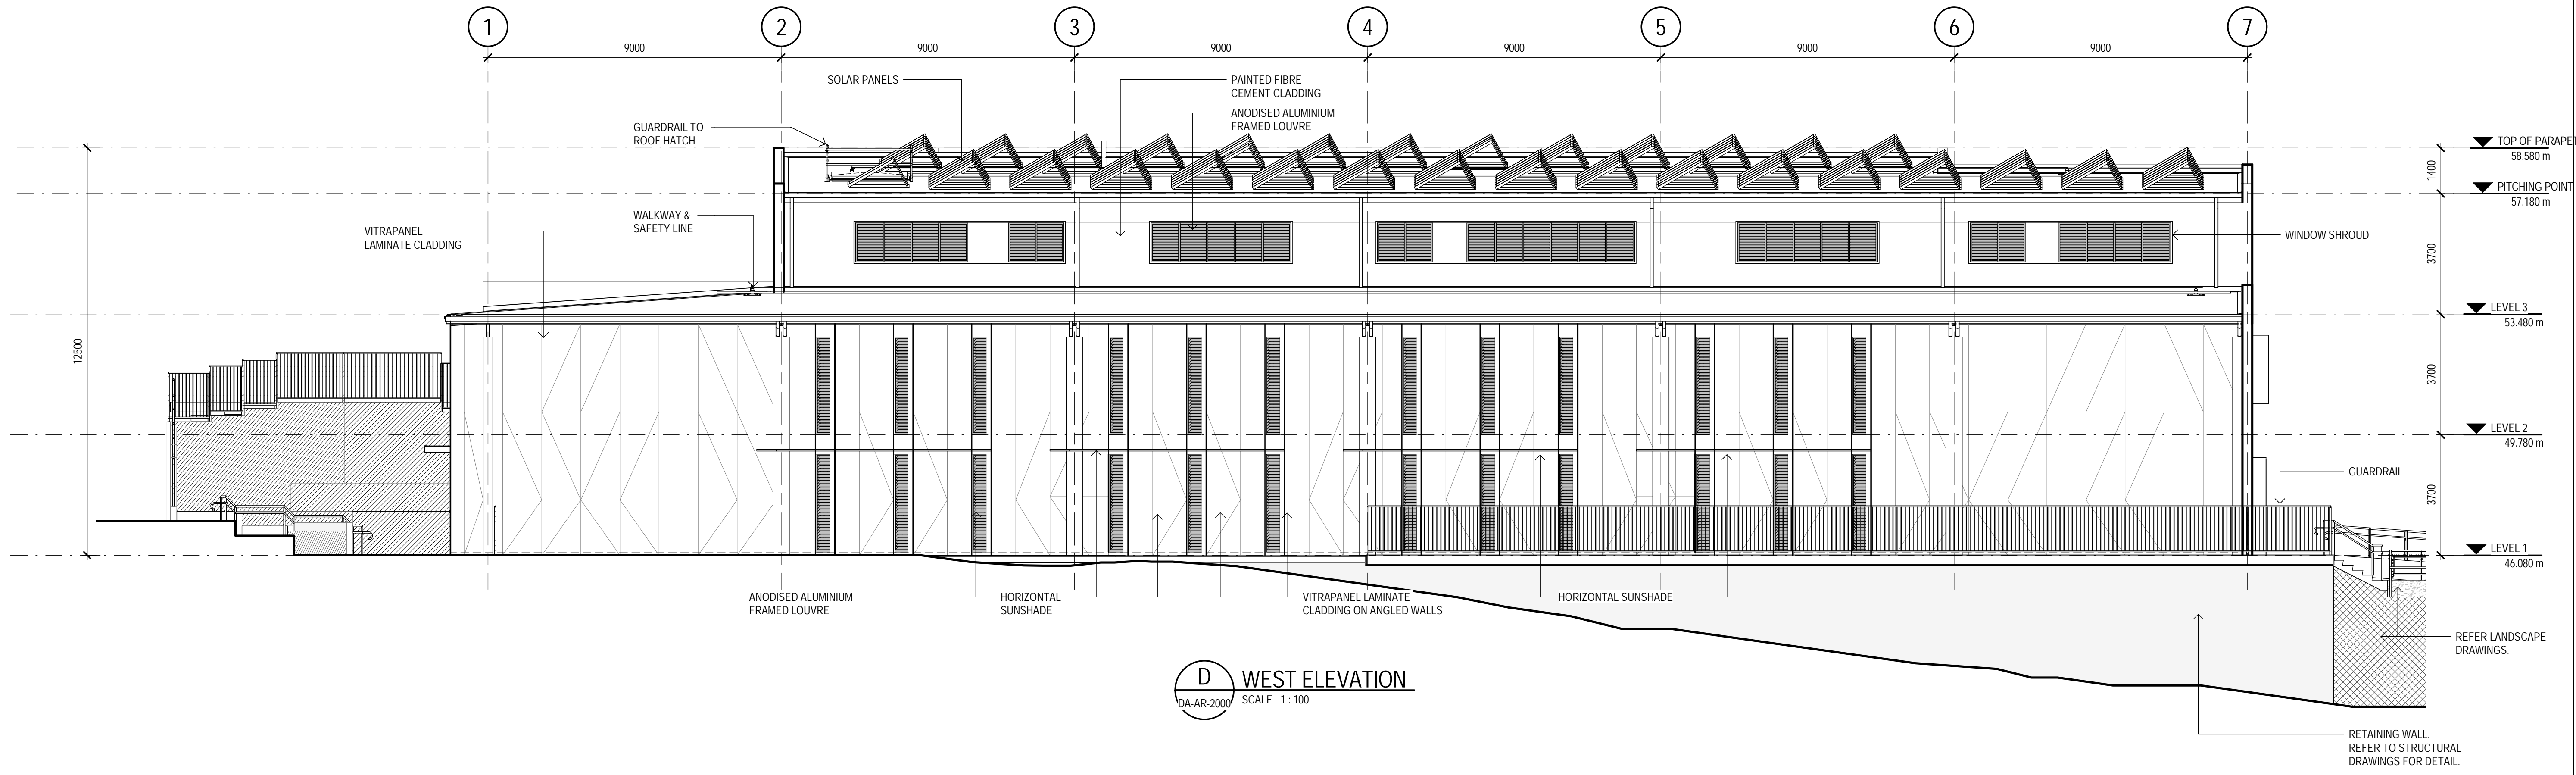 1
2
3
4
5
6
7
9000
9000
9000
9000
9000
9000
SOLAR PANELS
PAINTED FIBRE
CEMENT CLADDING
ANODISED ALUMINIUM
FRAMED LOUVRE
GUARDRAIL TO
ROOF HATCH
WALKWAY &
SAFETY LINE
VITRAPANEL
LAMINATE CLADDING
WINDOW SHROUD
TOP OF PARAPET
58.580 m
1400
PITCHING POINT
57.180 m
3700
LEVEL 3
53.480 m
3700
LEVEL 2
49.780 m
3700
LEVEL 1
46.080 m
12500
GUARDRAIL
ANODISED ALUMINIUM
FRAMED LOUVRE
HORIZONTAL
SUNSHADE
VITRAPANEL LAMINATE
CLADDING ON ANGLED WALLS
HORIZONTAL SUNSHADE
REFER LANDSCAPE
DRAWINGS.
D
DA-AR-2000
WEST ELEVATION
SCALE 1 : 100
RETAINING WALL.
REFER TO STRUCTURAL
DRAWINGS FOR DETAIL.